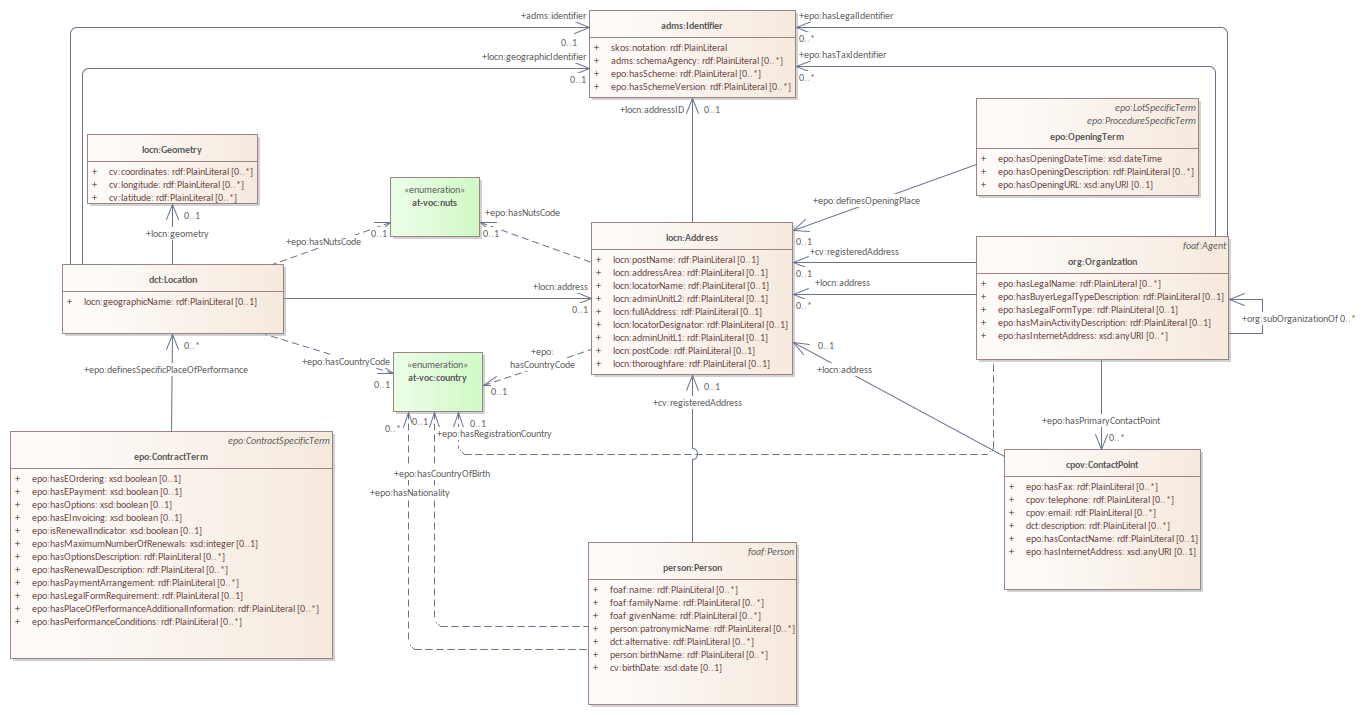 +adms:identifier
0..1
+locn:geographicIdentifier
0..1
adms:Identifier
+ skos:notation: rdf:PlainLiteral
+ adms:schemaAgency: rdf:PlainLiteral [0..*]
+ epo:hasScheme: rdf:PlainLiteral [0..*]
+ epo:hasSchemeVersion: rdf:PlainLiteral [0..*]
+epo:hasLegalIdentifier
0..*
+epo:hasTaxIdentifier
0..*
+locn:addressID 0..1
epo:LotSpecificTerm
epo:ProcedureSpecificTerm
epo:OpeningTerm
+ epo:hasOpeningDateTime: xsd:dateTime
+ epo:hasOpeningDescription: rdf:PlainLiteral [0..*]
+ epo:hasOpeningURL: xsd:anyURI [0..1]
locn:Geometry
+ cv:coordinates: rdf:PlainLiteral [0..*]
+ cv:longitude: rdf:PlainLiteral [0..*]
+ cv:latitude: rdf:PlainLiteral [0..*]
0..1
+locn:geometry
«enumeration»
at-voc:nuts
+epo:hasNutsCode
0..1
+epo:hasNutsCode
0..1
+epo:definesOpeningPlace
0..1
+cv:registeredAddress
0..1
+locn:address
0..*
locn:Address
+ locn:postName: rdf:PlainLiteral [0..1]
+ locn:addressArea: rdf:PlainLiteral [0..1]
+ locn:locatorName: rdf:PlainLiteral [0..1]
+ locn:adminUnitL2: rdf:PlainLiteral [0..1]
+ locn:fullAddress: rdf:PlainLiteral [0..1]
+ locn:locatorDesignator: rdf:PlainLiteral [0..1]
+ locn:adminUnitL1: rdf:PlainLiteral [0..1]
+ locn:postCode: rdf:PlainLiteral [0..1]
+ locn:thoroughfare: rdf:PlainLiteral [0..1]
foaf:Agent
org:Organization
+ epo:hasLegalName: rdf:PlainLiteral [0..*]
+ epo:hasBuyerLegalTypeDescription: rdf:PlainLiteral [0..1]
+ epo:hasLegalFormType: rdf:PlainLiteral [0..1]
+ epo:hasMainActivityDescription: rdf:PlainLiteral [0..1]
+ epo:hasInternetAddress: xsd:anyURI [0..*]
+org:subOrganizationOf 0..*
dct:Location
+ locn:geographicName: rdf:PlainLiteral [0..1]
+locn:address
0..1
0..*
+epo:definesSpecificPlaceOfPerformance
+epo:hasCountryCode
0..1
«enumeration»
at-voc:country
+epo:
hasCountryCode
0..1
0..1
+locn:address
0..1
+cv:registeredAddress
0..*
0..1
0..1
+epo:hasRegistrationCountry
+epo:hasCountryOfBirth
+epo:hasNationality
+epo:hasPrimaryContactPoint
0..*
epo:ContractSpecificTerm
epo:ContractTerm
+ epo:hasEOrdering: xsd:boolean [0..1]
+ epo:hasEPayment: xsd:boolean [0..1]
+ epo:hasOptions: xsd:boolean [0..1]
+ epo:hasEInvoicing: xsd:boolean [0..1]
+ epo:isRenewalIndicator: xsd:boolean [0..1]
+ epo:hasMaximumNumberOfRenewals: xsd:integer [0..1]
+ epo:hasOptionsDescription: rdf:PlainLiteral [0..*]
+ epo:hasRenewalDescription: rdf:PlainLiteral [0..*]
+ epo:hasPaymentArrangement: rdf:PlainLiteral [0..*]
+ epo:hasLegalFormRequirement: rdf:PlainLiteral [0..1]
+ epo:hasPlaceOfPerformanceAdditionalInformation: rdf:PlainLiteral [0..*]
+ epo:hasPerformanceConditions: rdf:PlainLiteral [0..*]
cpov:ContactPoint
+ epo:hasFax: rdf:PlainLiteral [0..*]
+ cpov:telephone: rdf:PlainLiteral [0..*]
+ cpov:email: rdf:PlainLiteral [0..*]
+ dct:description: rdf:PlainLiteral [0..*]
+ epo:hasContactName: rdf:PlainLiteral [0..1]
+ epo:hasInternetAddress: xsd:anyURI [0..1]
foaf:Person
person:Person
+ foaf:name: rdf:PlainLiteral [0..*]
+ foaf:familyName: rdf:PlainLiteral [0..*]
+ foaf:givenName: rdf:PlainLiteral [0..*]
+ person:patronymicName: rdf:PlainLiteral [0..*]
+ dct:alternative: rdf:PlainLiteral [0..*]
+ person:birthName: rdf:PlainLiteral [0..*]
+ cv:birthDate: xsd:date [0..1]